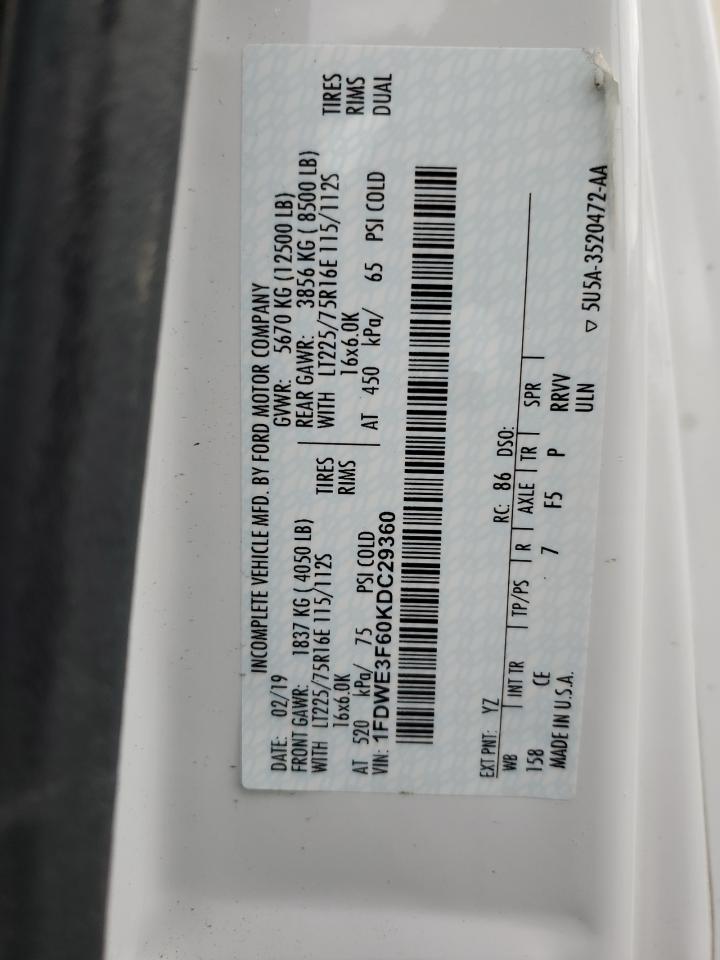 INCOMPLETE VEHICLE MFD. BY FORD MOTOR COMPANY
DATE: 02/19 GVWR: 5670 KG (12500 LB)
FRONT GAWR: 1837 KG ( 4050 LB) REAR GAWR: 3856 KG ( 8500 LB)
WITH LT225/75R16E 115/112S TIRES WITH LT225/75R16E 115/112S TIRES
16x6.0K RIMS 16x6.0K RIMS
AT 520 kPa/ 75 PSI COLD AT 450 kPa/ 65 PSI COLD DUAL
VIN: 1FDWE3F60KDC29360
EXT PNT: YZ RC: 86 DSO:
WB INT TR TP/PS R AXLE TR SPR
158 CE 7 F5 P RRVV
MADE IN U.S.A. ULN
▽ 5U5A-3520472-AA